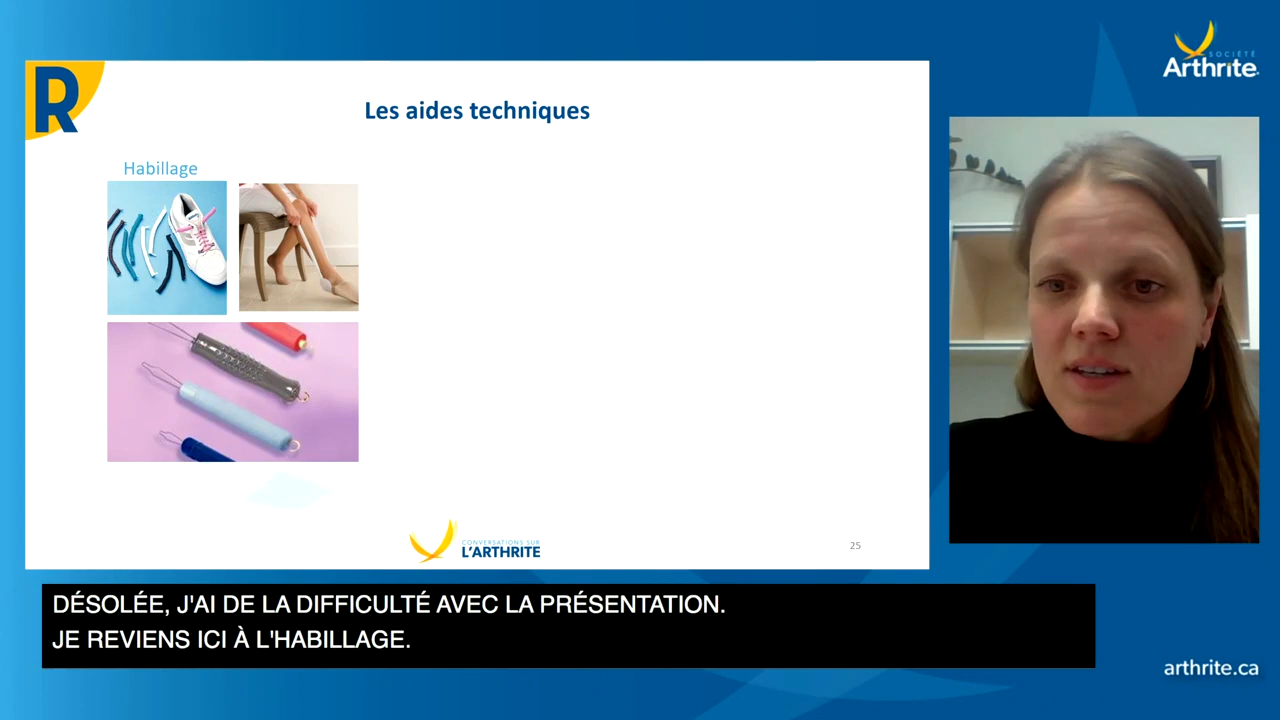 R
Les aides techniques
Habillage
CONVERSATIONS SUR
L'ARTHRITE
25
SOCIÉTÉ
Arthrite
DÉSOLÉE, J'AI DE LA DIFFICULTÉ AVEC LA PRÉSENTATION.
JE REVIENS ICI À L'HABILLAGE.
arthrite.ca